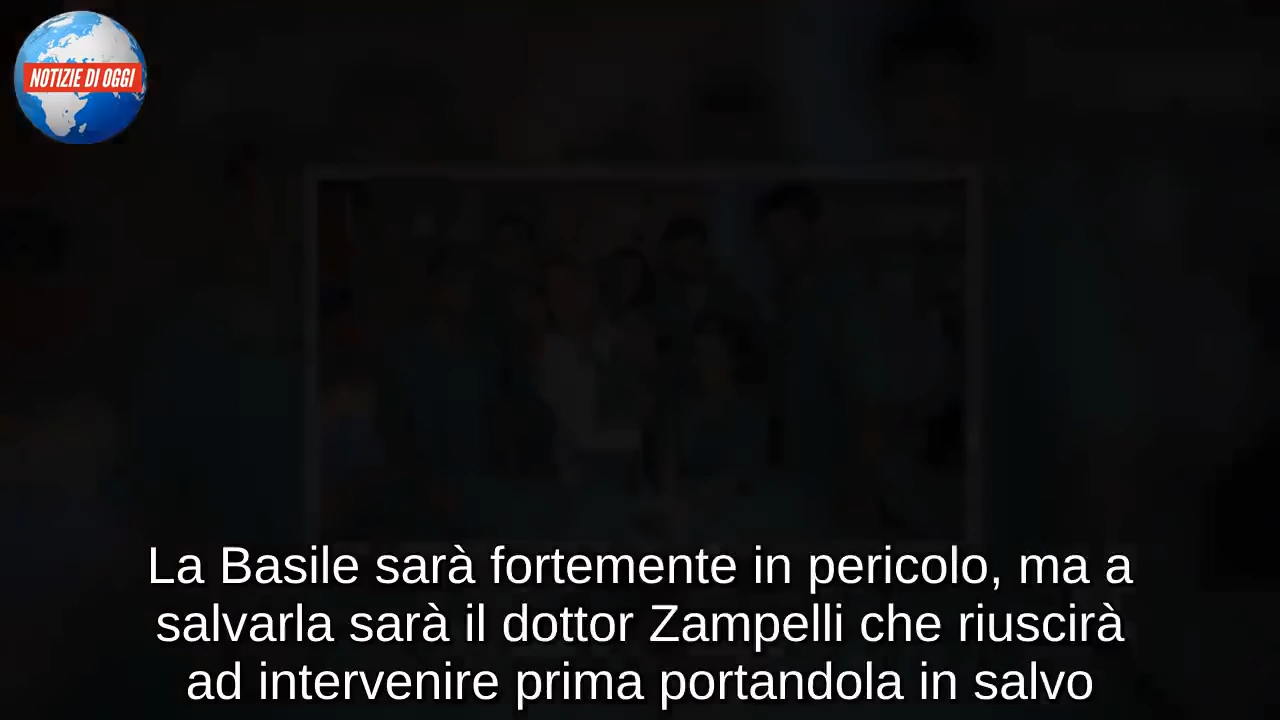 NOTIZIE DI OGGI
La Basile sarà fortemente in pericolo, ma a
salvarla sarà il dottor Zampelli che riuscirà
ad intervenire prima portandola in salvo